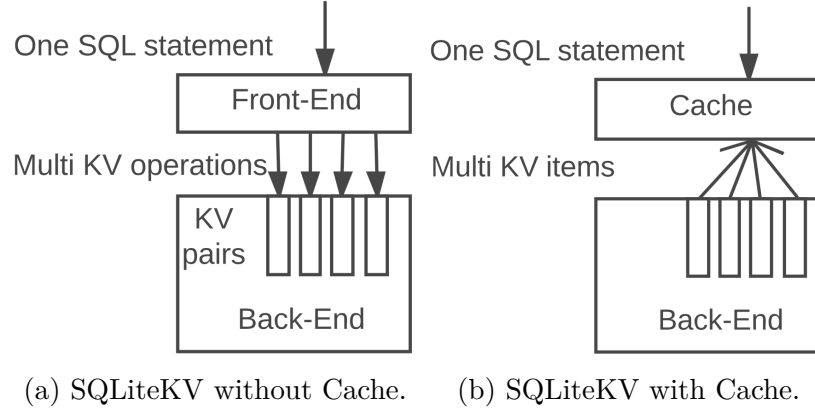 One SQL statement
Front-End
Multi KV operations
KV
pairs
Back-End
(a) SQLiteKV without Cache.
One SQL statement
Cache
Multi KV items
Back-End
(b) SQLiteKV with Cache.